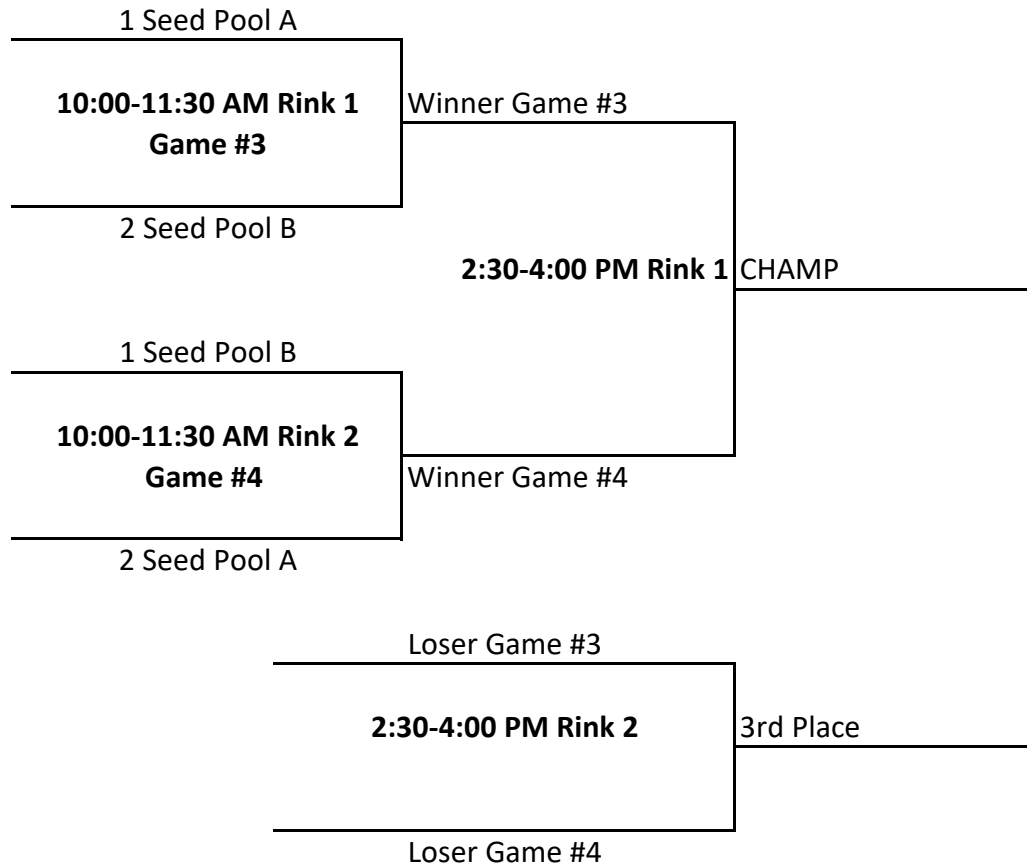 1 Seed Pool A
10:00-11:30 AM Rink 1
Game #3
Winner Game #3
2 Seed Pool B
2:30-4:00 PM Rink 1
CHAMP
1 Seed Pool B
10:00-11:30 AM Rink 2
Game #4
Winner Game #4
2 Seed Pool A
Loser Game #3
2:30-4:00 PM Rink 2
3rd Place
Loser Game #4